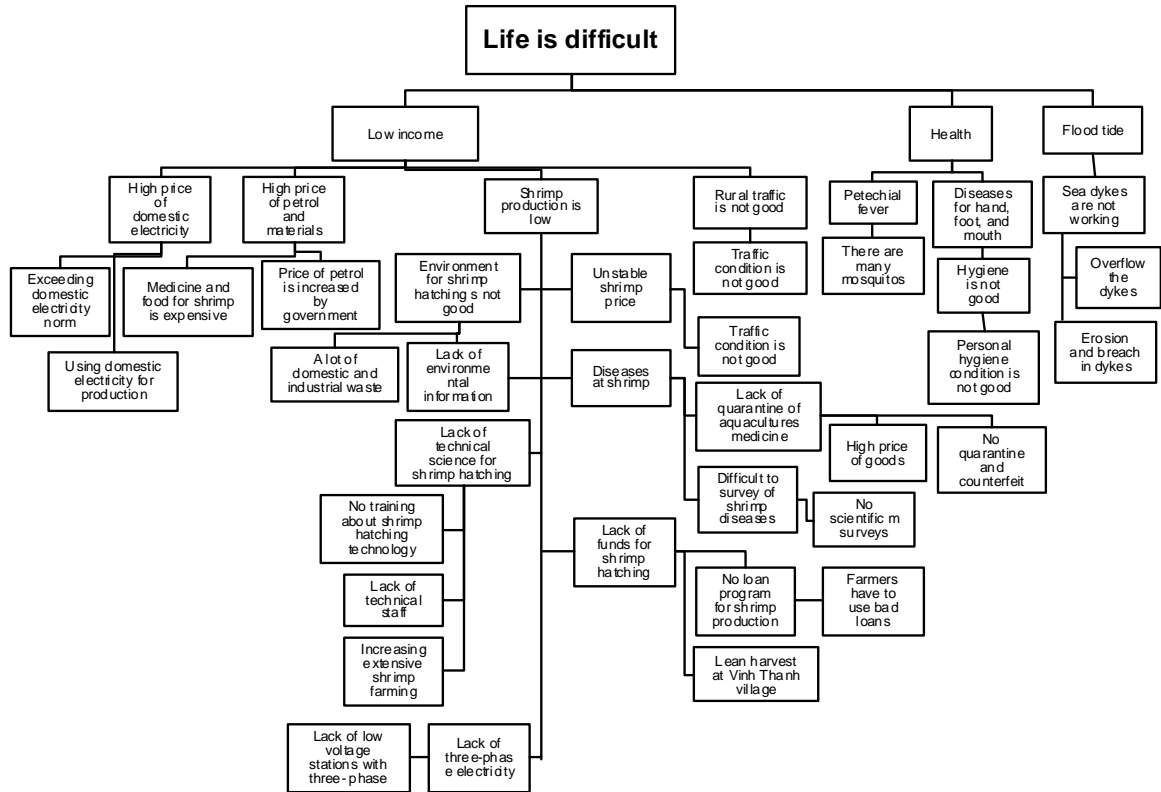 Life is difficult
Low income
Health
Flood tide
High price
of
domestic
electricity
High price
of petrol
and
materials
Shrimp
production is
low
Rural traffic
is not good
Petechial
fever
Diseases
for hand,
foot, and
mouth
Sea dykes
are not
working
Exceeding
domestic
electricity
norm
Medicine and
food for shrimp
is expensive
Price of petrol
is increased
by
government
Environment
for shrimp
hatching s not
good
Unstable
shrimp
price
Traffic
condition is
not good
There are
many
mosquitos
Hygiene
is not
good
Overflow
the
dykes
Using domestic
electricity for
production
A lot of
domestic and
industrial waste
Lack of
environme
ntal
information
Diseases
at shrimp
Traffic
condition
is not good
Personal
hygiene
condition is
not good
Erosion
and breach
in dykes
Lack of
quarantine of
aquacultures
medicine
High price
of goods
No
quarantine
and
counterfeit
Lack of
technical
science for
shrimp hatching
Difficult to
survey of
shrimp
diseases
No
scientific m
surveys
No training
about shrimp
hatching
technology
Lack of
funds for
shrimp
hatching
No loan
program
for shrimp
production
Farmers
have to
use bad
loans
Lack of
technical
staff
Increasing
extensive
shrimp
farming
Lean harvest
at Vinh Thanh
village
Lack of low
voltage
stations with
three- phase
Lack of
three-phas
e electricity